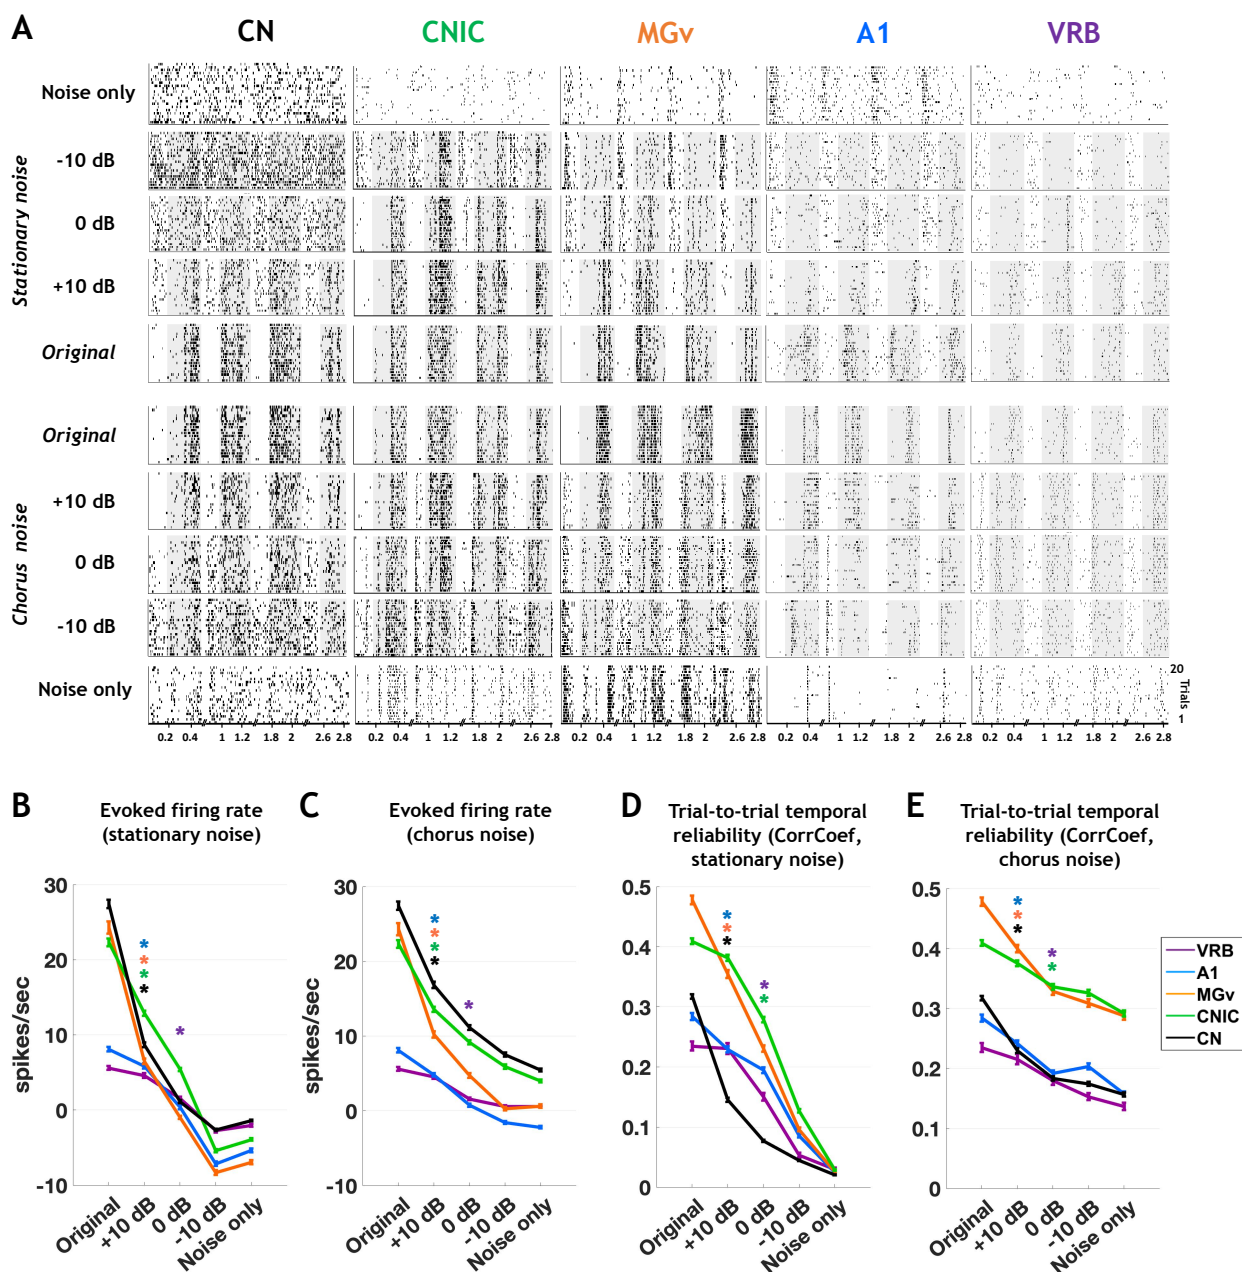 A
CN CNIC MGv A1 VRB
Stationary noise
Noise only
-10 dB
0 dB
+10 dB
Original
Chorus noise
Original
+10 dB
0 dB
-10 dB
Noise only
20
Trials
1
0.2 0.4 1 1.2 1.8 2 2.6 2.8 0.2 0.4 1 1.2 1.8 2 2.6 2.8 0.2 0.4 1 1.2 1.8 2 2.6 2.8 0.2 0.4 1 1.2 1.8 2 2.6 2.8 0.2 0.4 1 1.2 1.8 2 2.6 2.8
B
Evoked firing rate
(stationary noise)
spikes/sec
30
20
10
0
-10
Original +10 dB 0 dB -10 dB Noise only
* * * * *
C
Evoked firing rate
(chorus noise)
spikes/sec
30
20
10
0
-10
Original +10 dB 0 dB -10 dB Noise only
* * * * *
D
Trial-to-trial temporal
reliability (CorrCoef,
stationary noise)
0.5
0.4
0.3
0.2
0.1
0
Original +10 dB 0 dB -10 dB Noise only
* * * * *
E
Trial-to-trial temporal
reliability (CorrCoef,
chorus noise)
0.5
0.4
0.3
0.2
0.1
0
Original +10 dB 0 dB -10 dB Noise only
* * * * *
VRB
A1
MGv
CNIC
CN